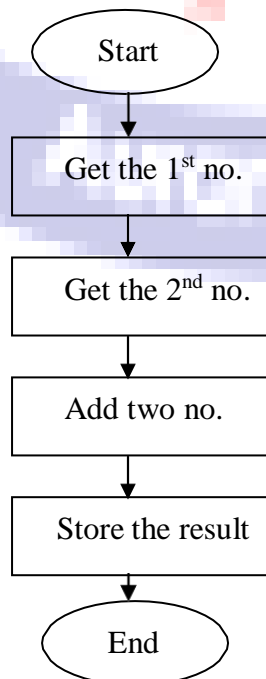 Start
Get the 1st no.
Get the 2nd no.
Add two no.
Store the result
End